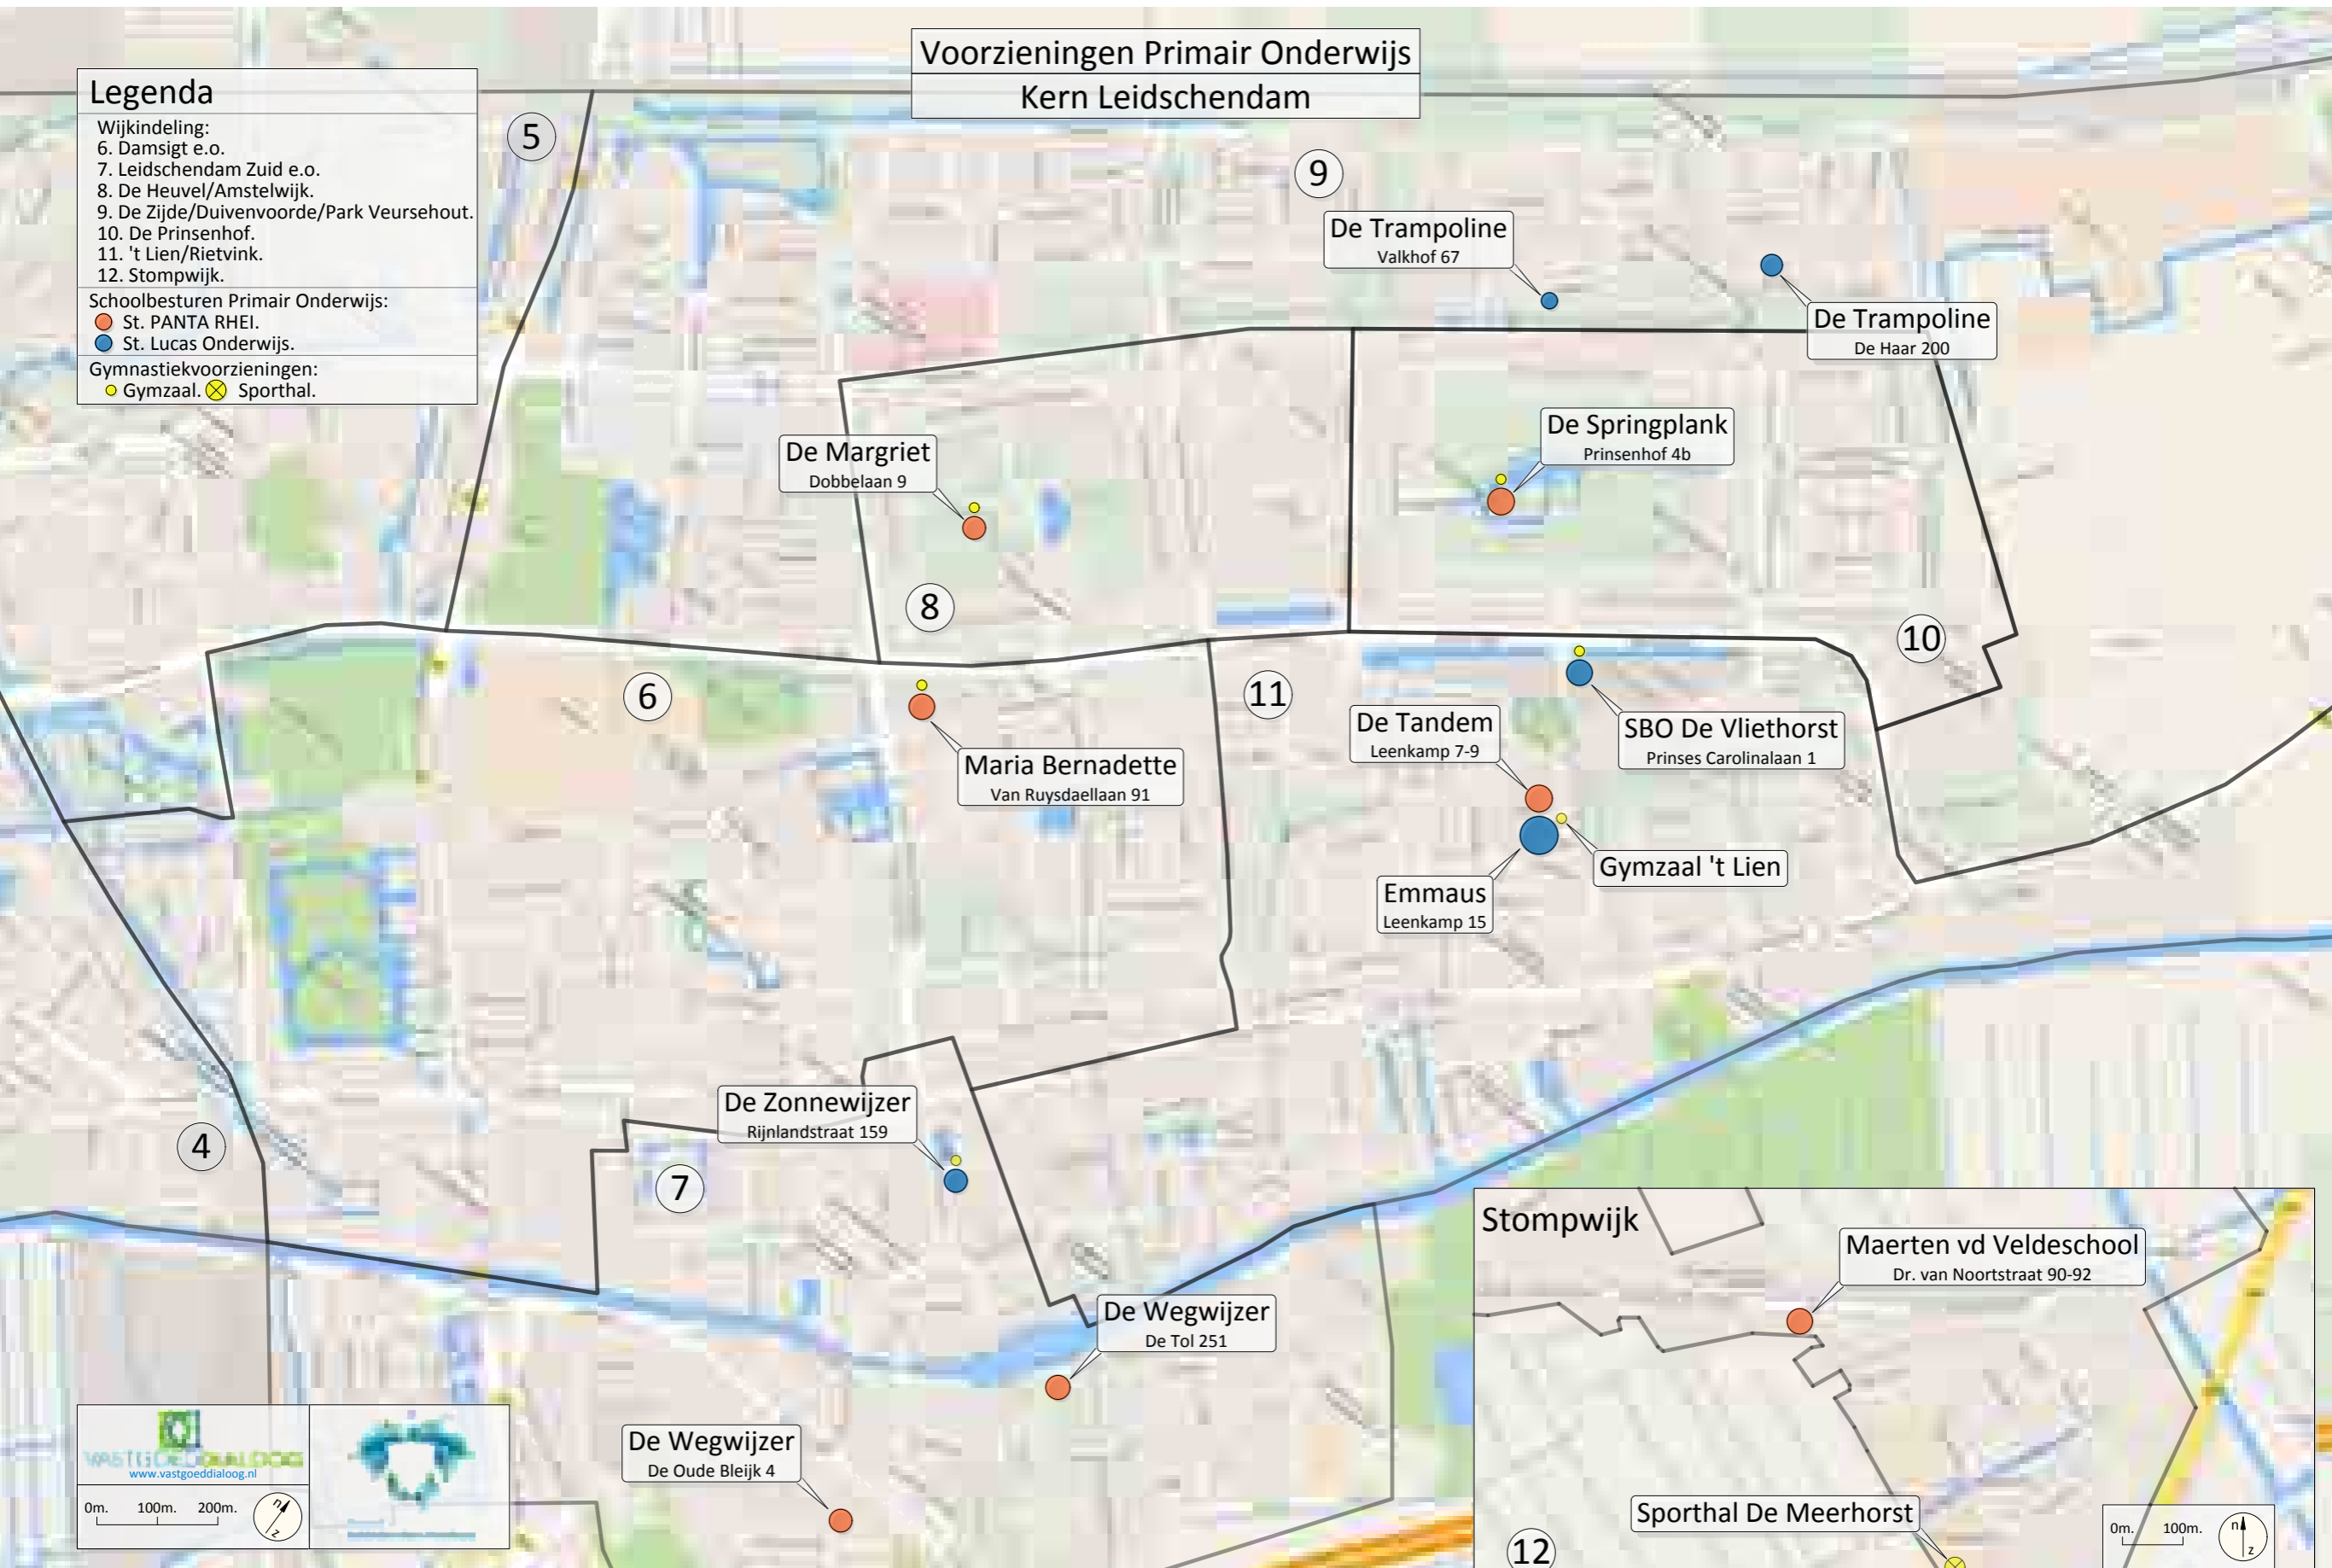 Voorzieningen Primair Onderwijs
Kern Leidschendam
Legenda
Wijkindeling:
6. Damsigt e.o.
7. Leidschendam Zuid e.o.
8. De Heuvel/Amstelwijk.
9. De Zijde/Duivenvoorde/Park Veursehout.
10. De Prinsenhof.
11. 't Lien/Rietvink.
12. Stompwijk.
Schoolbesturen Primair Onderwijs:
St. PANTA RHEI.
St. Lucas Onderwijs.
Gymnastiekvoorzieningen:
Gymzaal. Sporthal.
5
9
De Trampoline
Valkhof 67
De Trampoline
De Haar 200
De Springplank
Prinsenhof 4b
De Margriet
Dobbelaan 9
8
10
6
11
De Tandem
Leenkamp 7-9
SBO De Vliethorst
Prinses Carolinalaan 1
Maria Bernadette
Van Ruysdaellaan 91
Gymzaal 't Lien
Emmaus
Leenkamp 15
De Zonnewijzer
Rijnlandstraat 159
4
7
De Wegwijzer
De Tol 251
De Wegwijzer
De Oude Bleijk 4
Stompwijk
Maerten vd Veldeschool
Dr. van Noortstraat 90-92
Sporthal De Meerhorst
12
0m. 100m.
n
z
VASTGOEDDIALOOG
www.vastgoeddialoog.nl
0m. 100m. 200m.
n
z